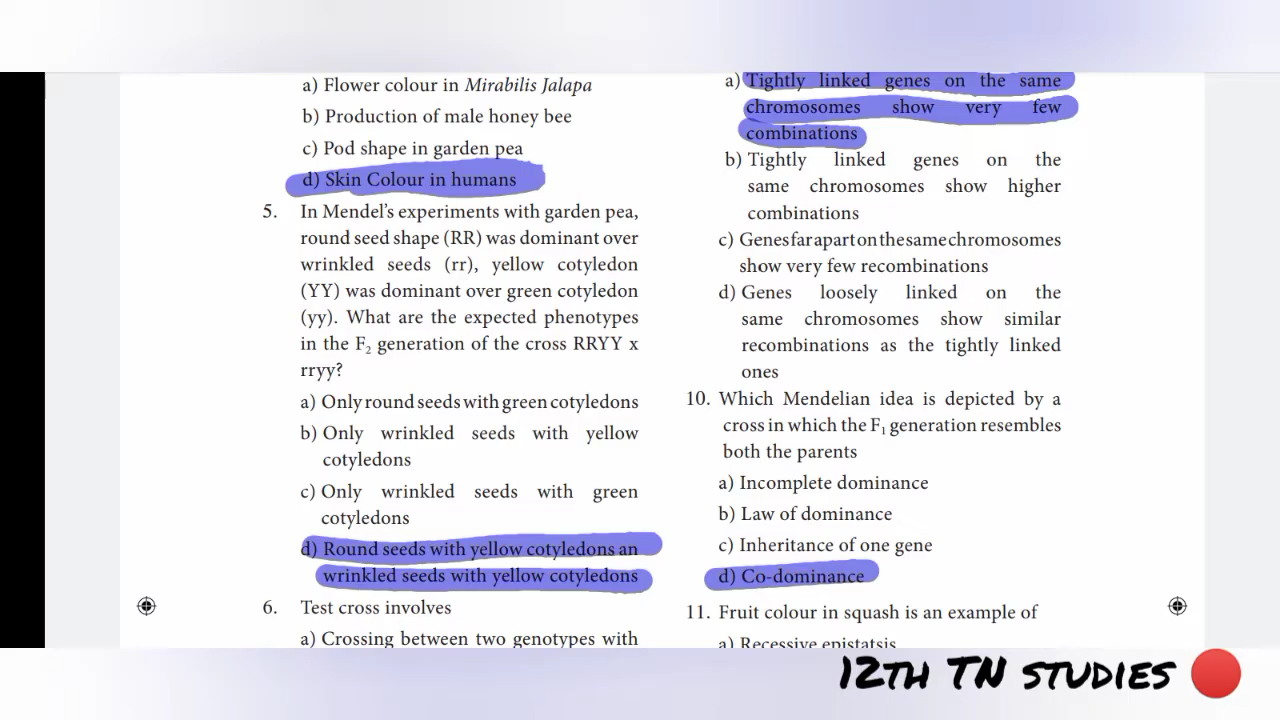 a) Flower colour in Mirabilis Jalapa
b) Production of male honey bee
c) Pod shape in garden pea
d) Skin Colour in humans
5. In Mendel's experiments with garden pea,
round seed shape (RR) was dominant over
wrinkled seeds (rr), yellow cotyledon
(YY) was dominant over green cotyledon
(yy). What are the expected phenotypes
in the F2 generation of the cross RRYY x
rryy?
a) Only round seeds with green cotyledons
b) Only wrinkled seeds with yellow
cotyledons
c) Only wrinkled seeds with green
cotyledons
d) Round seeds with yellow cotyledons an
wrinkled seeds with yellow cotyledons
6. Test cross involves
a) Crossing between two genotypes with
a) Tightly linked genes on the same
chromosomes show very few
combinations
b) Tightly linked genes on the
same chromosomes show higher
combinations
c) Genes far apart on the same chromosomes
show very few recombinations
d) Genes loosely linked on the
same chromosomes show similar
recombinations as the tightly linked
ones
10. Which Mendelian idea is depicted by a
cross in which the F1 generation resembles
both the parents
a) Incomplete dominance
b) Law of dominance
c) Inheritance of one gene
d) Co-dominance
11. Fruit colour in squash is an example of
a) Recessive epistatsis
12TH TN STUDIES